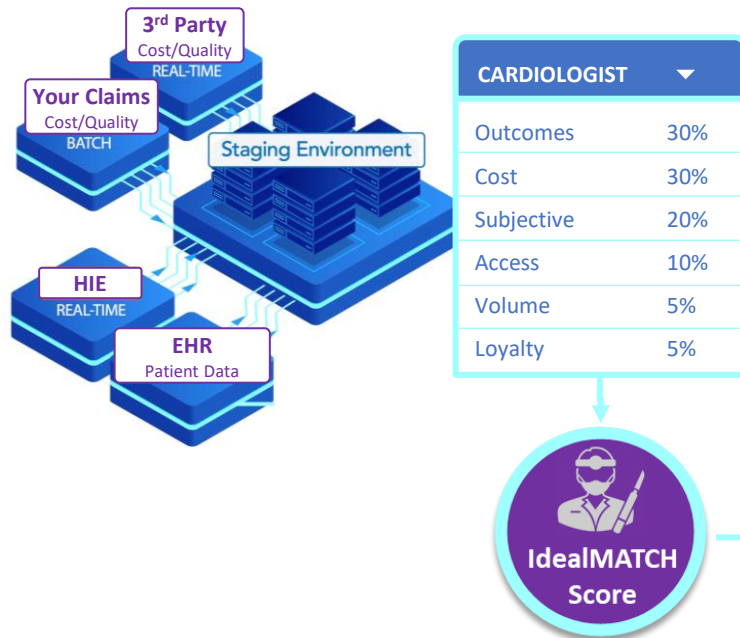 3rd Party
Cost/Quality
REAL-TIME
Your Claims
Cost/Quality
BATCH
Staging Environment
HIE
REAL-TIME
EHR
Patient Data
CARDIOLOGIST
Outcomes 30%
Cost 30%
Subjective 20%
Access 10%
Volume 5%
Loyalty 5%
IdealMATCH
Score